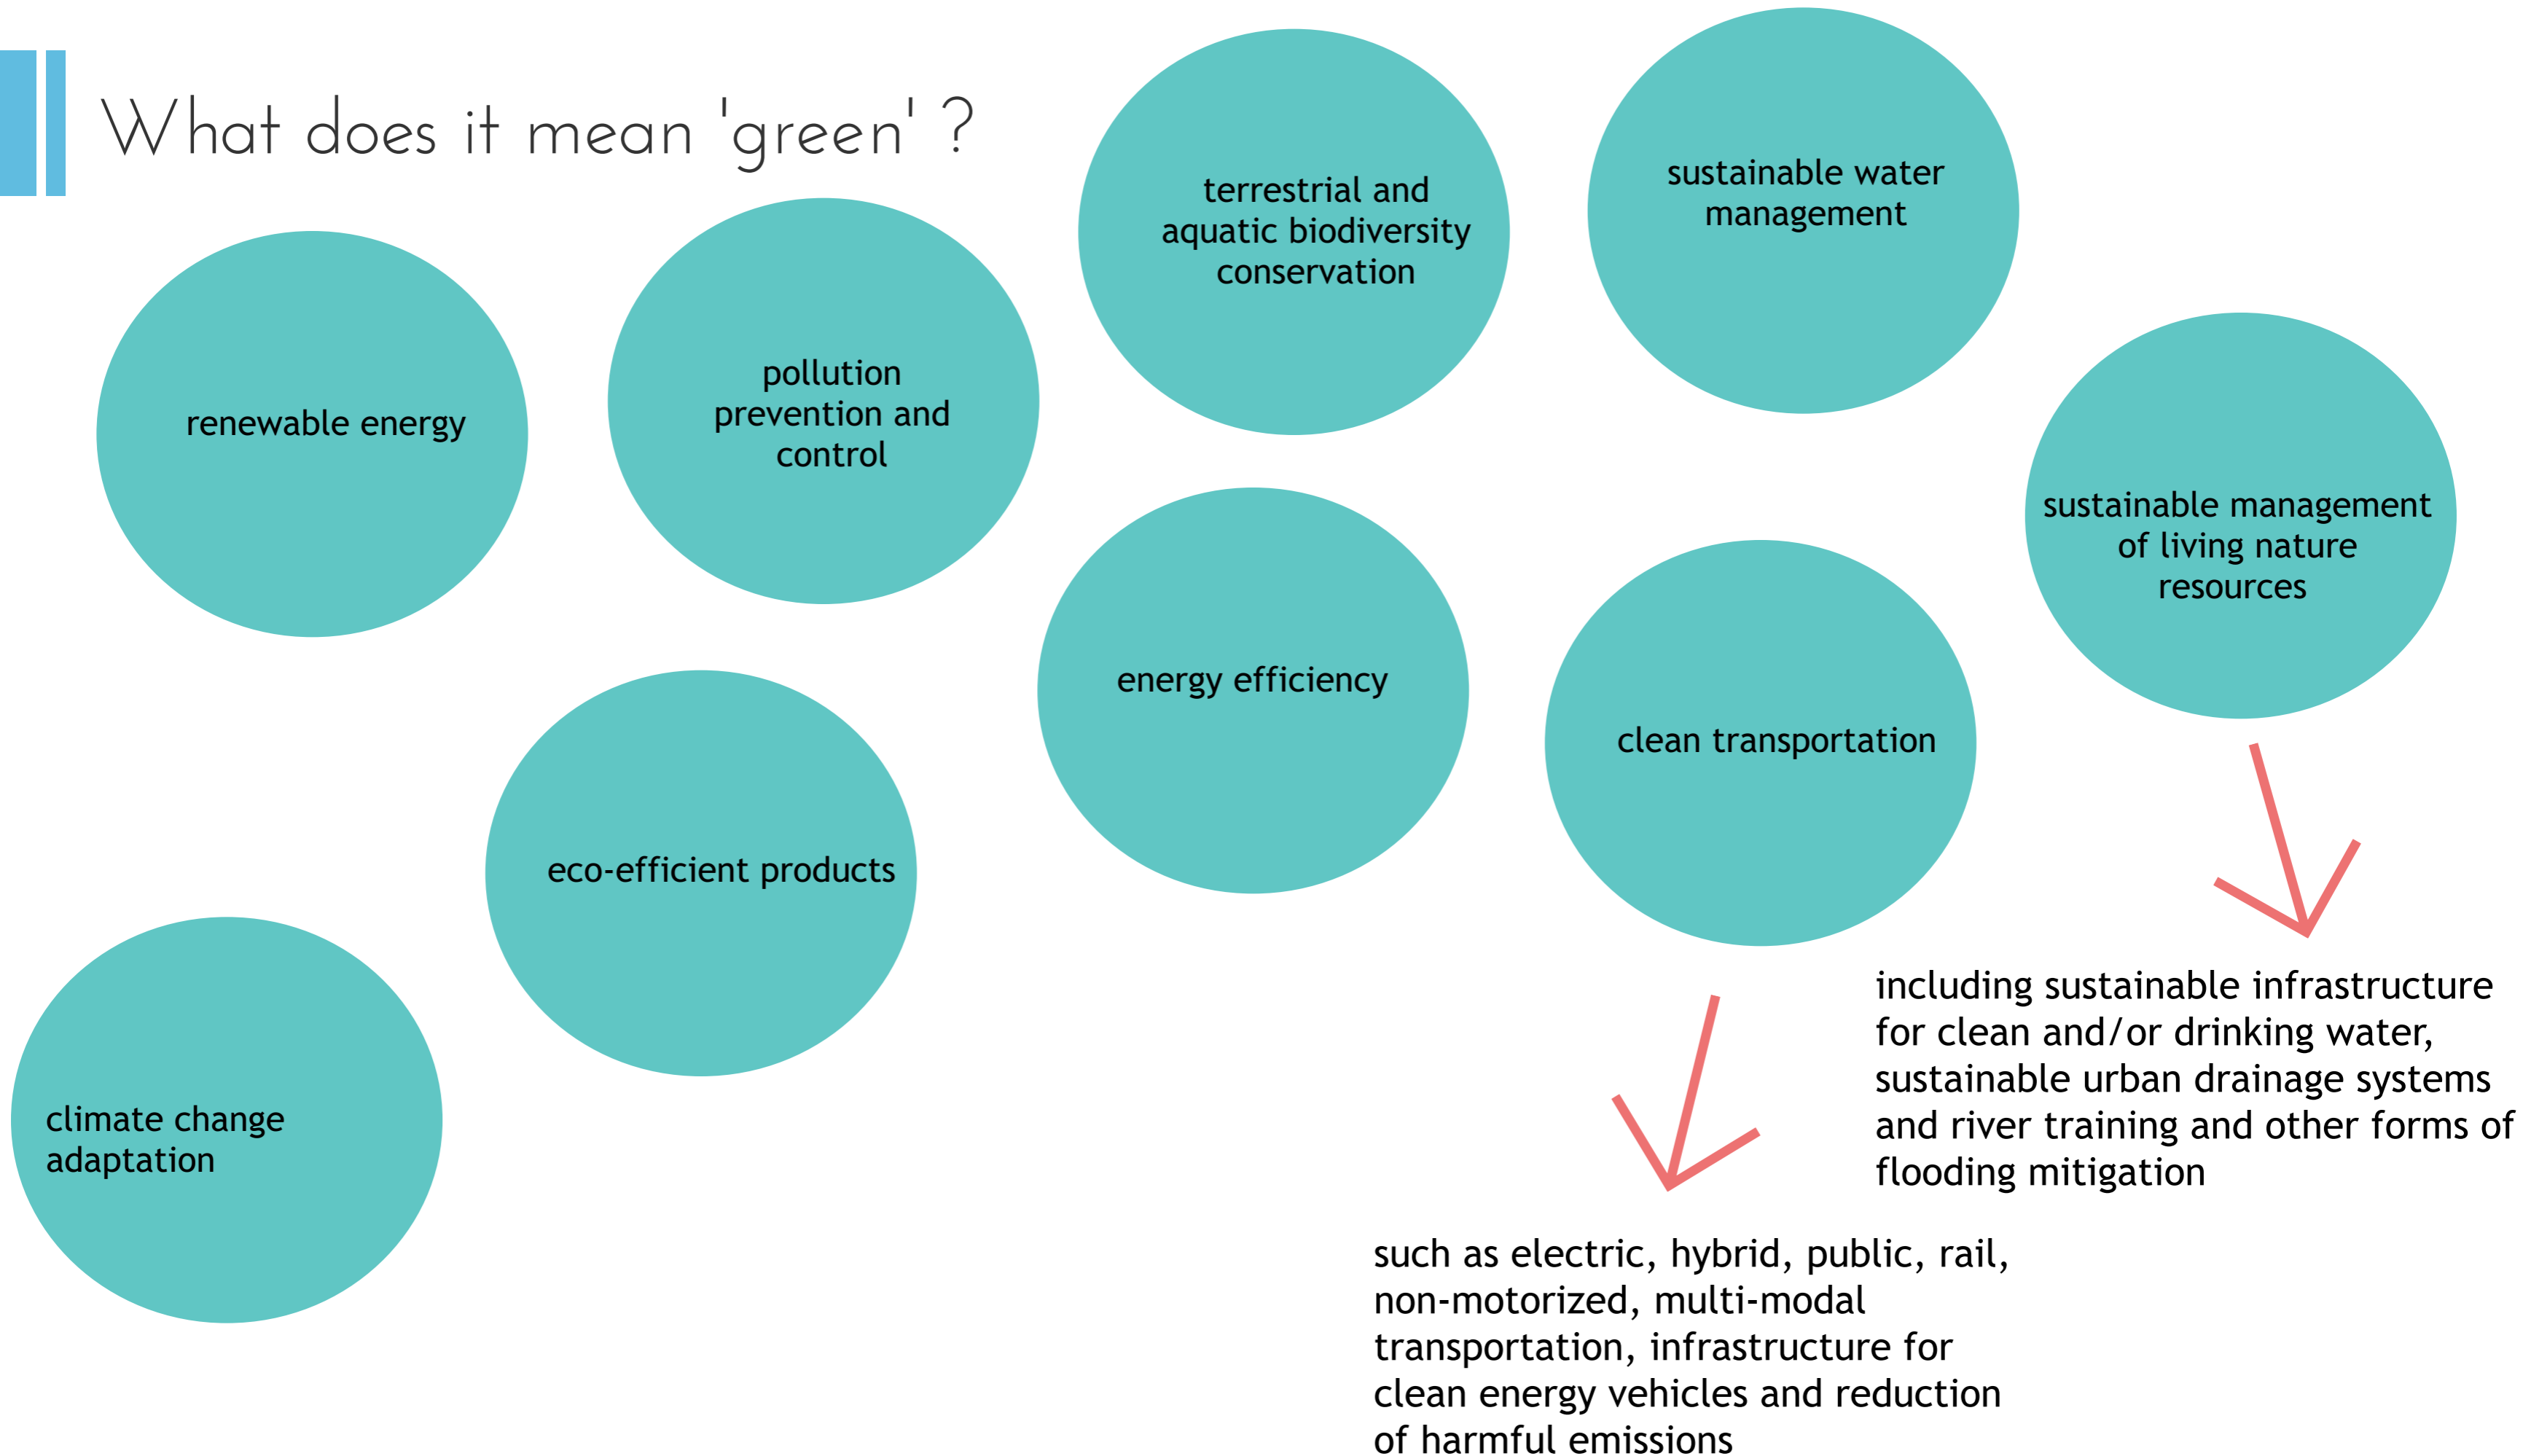 What does it mean 'green' ?
terrestrial and
aquatic biodiversity
conservation
sustainable water
management
renewable energy
pollution
prevention and
control
sustainable management
of living nature
resources
energy efficiency
clean transportation
eco-efficient products
climate change
adaptation
including sustainable infrastructure
for clean and/or drinking water,
sustainable urban drainage systems
and river training and other forms of
flooding mitigation
such as electric, hybrid, public, rail,
non-motorized, multi-modal
transportation, infrastructure for
clean energy vehicles and reduction
of harmful emissions